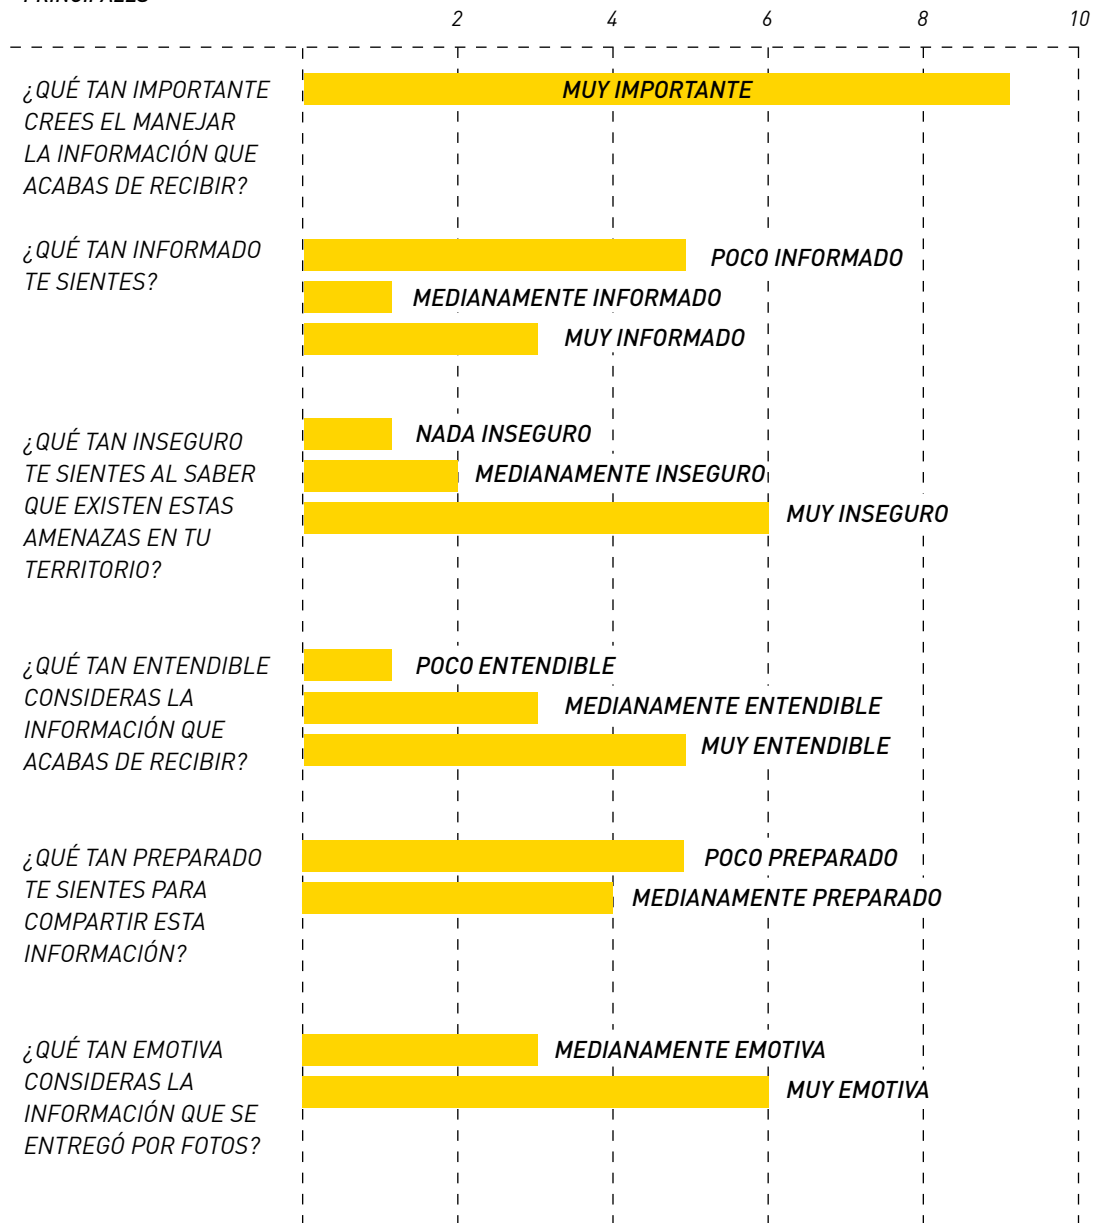 2 4 6 8 10
¿QUÉ TAN IMPORTANTE
CREES EL MANEJAR
LA INFORMACIÓN QUE
ACABAS DE RECIBIR?
MUY IMPORTANTE
¿QUÉ TAN INFORMADO
TE SIENTES?
POCO INFORMADO
MEDIANAMENTE INFORMADO
MUY INFORMADO
¿QUÉ TAN INSEGURO
TE SIENTES AL SABER
QUE EXISTEN ESTAS
AMENAZAS EN TU
TERRITORIO?
NADA INSEGURO
MEDIANAMENTE INSEGURO
MUY INSEGURO
¿QUÉ TAN ENTENDIBLE
CONSIDERAS LA
INFORMACIÓN QUE
ACABAS DE RECIBIR?
POCO ENTENDIBLE
MEDIANAMENTE ENTENDIBLE
MUY ENTENDIBLE
¿QUÉ TAN PREPARADO
TE SIENTES PARA
COMPARTIR ESTA
INFORMACIÓN?
POCO PREPARADO
MEDIANAMENTE PREPARADO
¿QUÉ TAN EMOTIVA
CONSIDERAS LA
INFORMACIÓN QUE SE
ENTREGÓ POR FOTOS?
MEDIANAMENTE EMOTIVA
MUY EMOTIVA